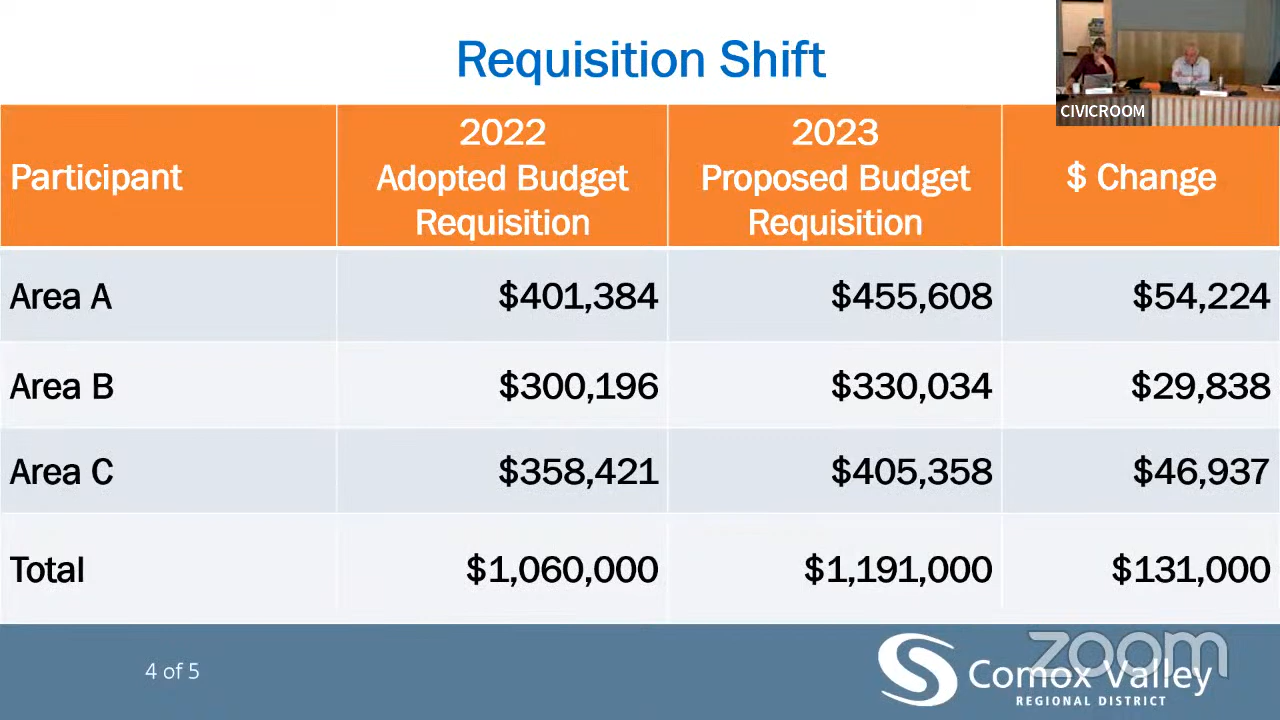 Requisition Shift
CIVICROOM
Participant
2022
Adopted Budget
Requisition
2023
Proposed Budget
Requisition
$ Change
Area A $401,384 $455,608 $54,224
Area B $300,196 $330,034 $29,838
Area C $358,421 $405,358 $46,937
Total $1,060,000 $1,191,000 $131,000
4 of 5
zoom
Comox Valley
REGIONAL DISTRICT